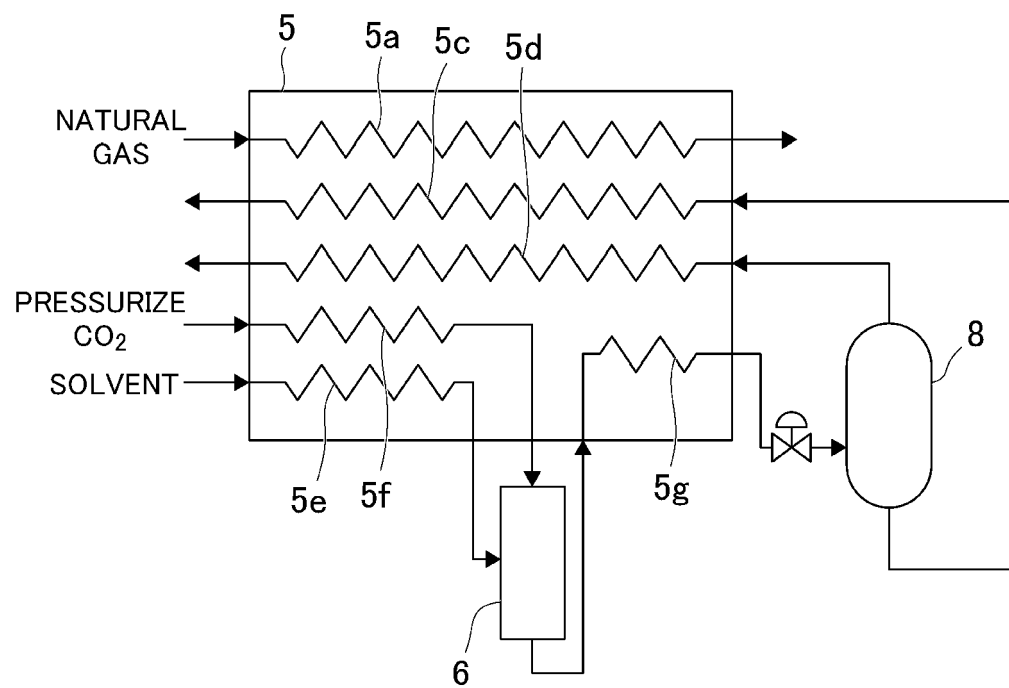 5
5a
5c
5d
NATURAL
GAS
PRESSURIZE
CO₂
SOLVENT
8
5e
5f
5g
6